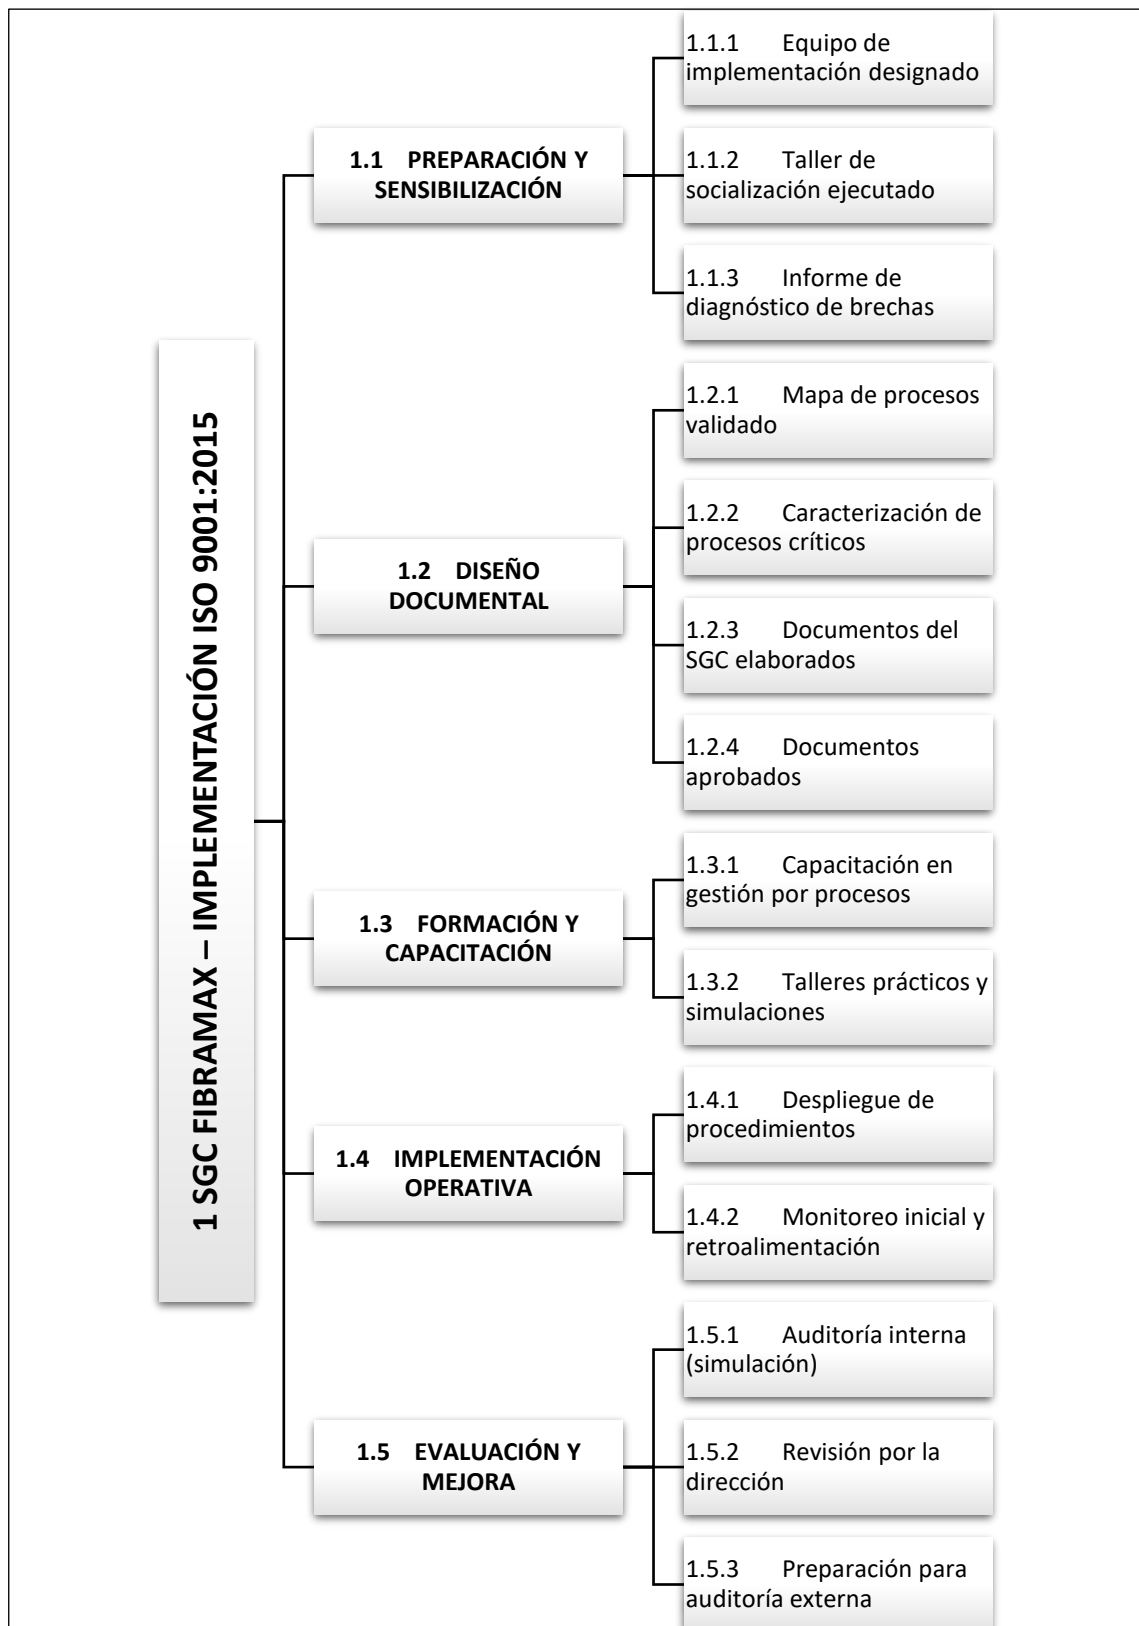 1 SGC FIBRAMAX – IMPLEMENTACIÓN ISO 9001:2015
1.1 PREPARACIÓN Y
SENSIBILIZACIÓN
1.1.1 Equipo de
implementación designado
1.1.2 Taller de
socialización ejecutado
1.1.3 Informe de
diagnóstico de brechas
1.2 DISEÑO
DOCUMENTAL
1.2.1 Mapa de procesos
validado
1.2.2 Caracterización de
procesos críticos
1.2.3 Documentos del
SGC elaborados
1.2.4 Documentos
aprobados
1.3 FORMACIÓN Y
CAPACITACIÓN
1.3.1 Capacitación en
gestión por procesos
1.3.2 Talleres prácticos y
simulaciones
1.4 IMPLEMENTACIÓN
OPERATIVA
1.4.1 Despliegue de
procedimientos
1.4.2 Monitoreo inicial y
retroalimentación
1.5 EVALUACIÓN Y
MEJORA
1.5.1 Auditoría interna
(simulación)
1.5.2 Revisión por la
dirección
1.5.3 Preparación para
auditoría externa